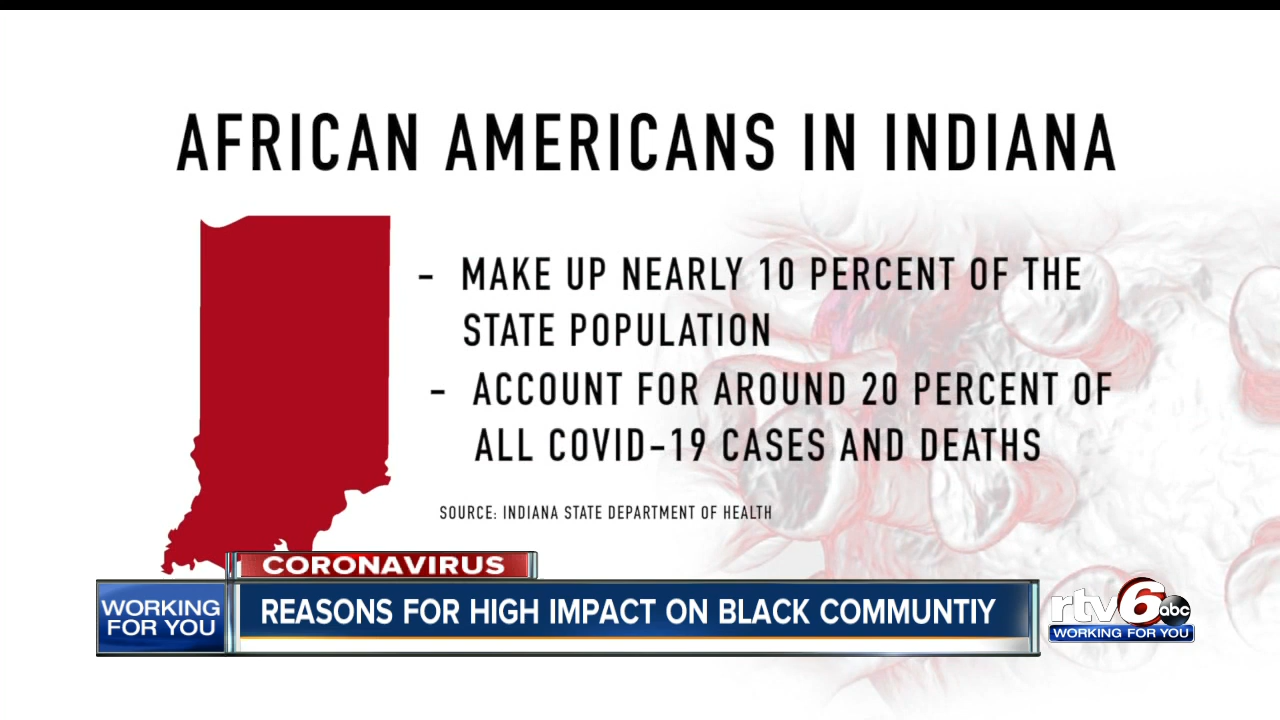 AFRICAN AMERICANS IN INDIANA
- MAKE UP NEARLY 10 PERCENT OF THE
STATE POPULATION
- ACCOUNT FOR AROUND 20 PERCENT OF
ALL COVID-19 CASES AND DEATHS
SOURCE: INDIANA STATE DEPARTMENT OF HEALTH
CORONAVIRUS
WORKING
FOR YOU
REASONS FOR HIGH IMPACT ON BLACK COMMUNTIY
rtv6 abc
WORKING FOR YOU